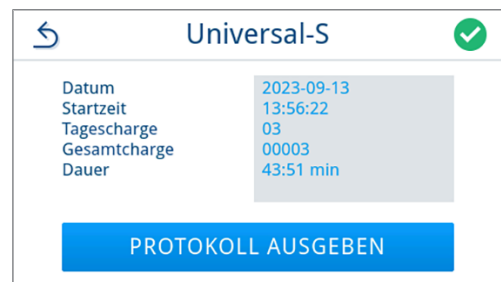 Universal-S
Datum 2023-09-13
Startzeit 13:56:22
Tagescharge 03
Gesamtcharge 00003
Dauer 43:51 min
PROTOKOLL AUSGEBEN